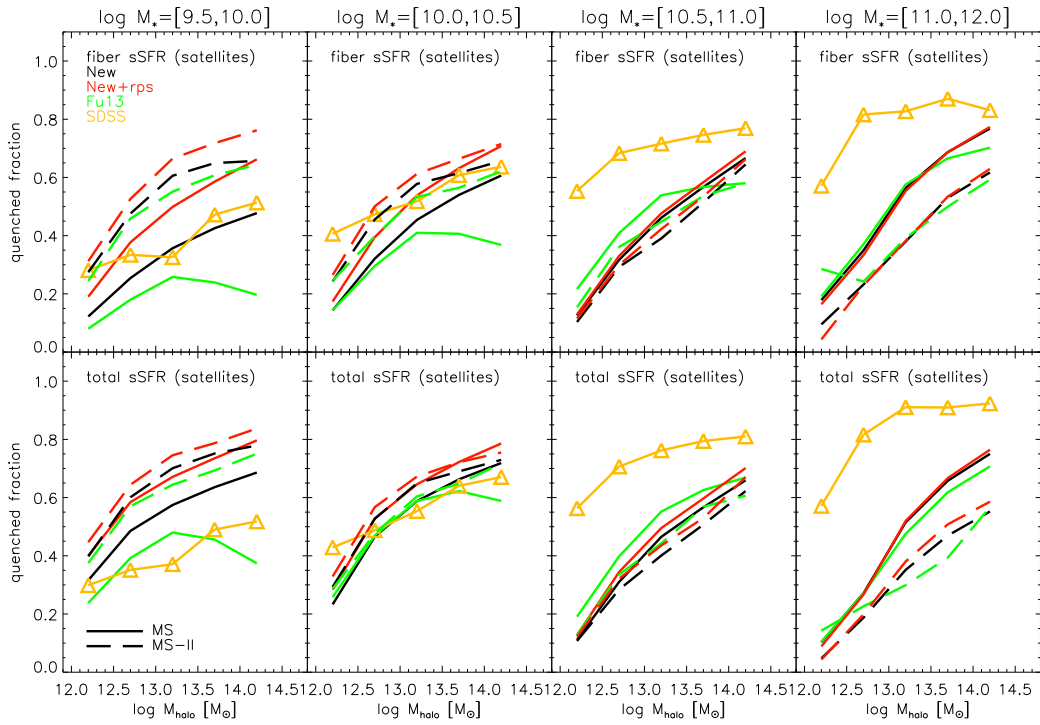 log M*=[9.5,10.0] log M*=[10.0,10.5] log M*=[10.5,11.0] log M*=[11.0,12.0]
fiber sSFR (satellites) fiber sSFR (satellites) fiber sSFR (satellites) fiber sSFR (satellites)
New
New+rps
Fu13
SDSS
1.0
0.8
0.6
0.4
0.2
0.0
quenched fraction
total sSFR (satellites) total sSFR (satellites) total sSFR (satellites) total sSFR (satellites)
1.0
0.8
0.6
0.4
0.2
0.0
quenched fraction
MS
MS-II
12.0 12.5 13.0 13.5 14.0 14.5 12.0 12.5 13.0 13.5 14.0 14.5 12.0 12.5 13.0 13.5 14.0 14.5 12.0 12.5 13.0 13.5 14.0 14.5
log Mhalo [M☉] log Mhalo [M☉] log Mhalo [M☉] log Mhalo [M☉]